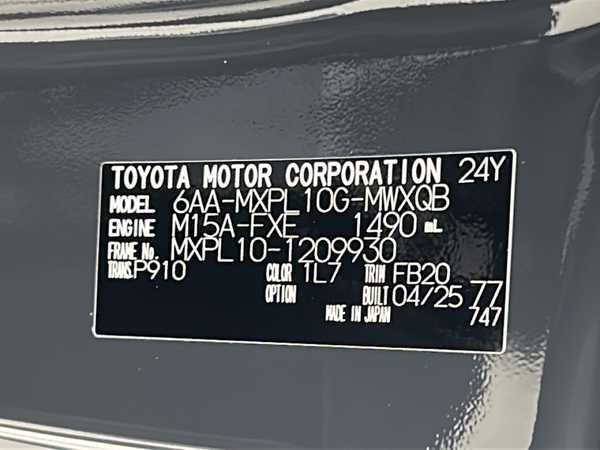 TOYOTA MOTOR CORPORATION 24Y
MODEL 6AA-MXPL10G-MWXQB
ENGINE M15A-FXE 1490 mL
FRAME No. MXPL10-1209930
TRANS. P910 COLOR 1L7 TRIM FB20
OPTION BUILT 04/25 77
MADE IN JAPAN 747